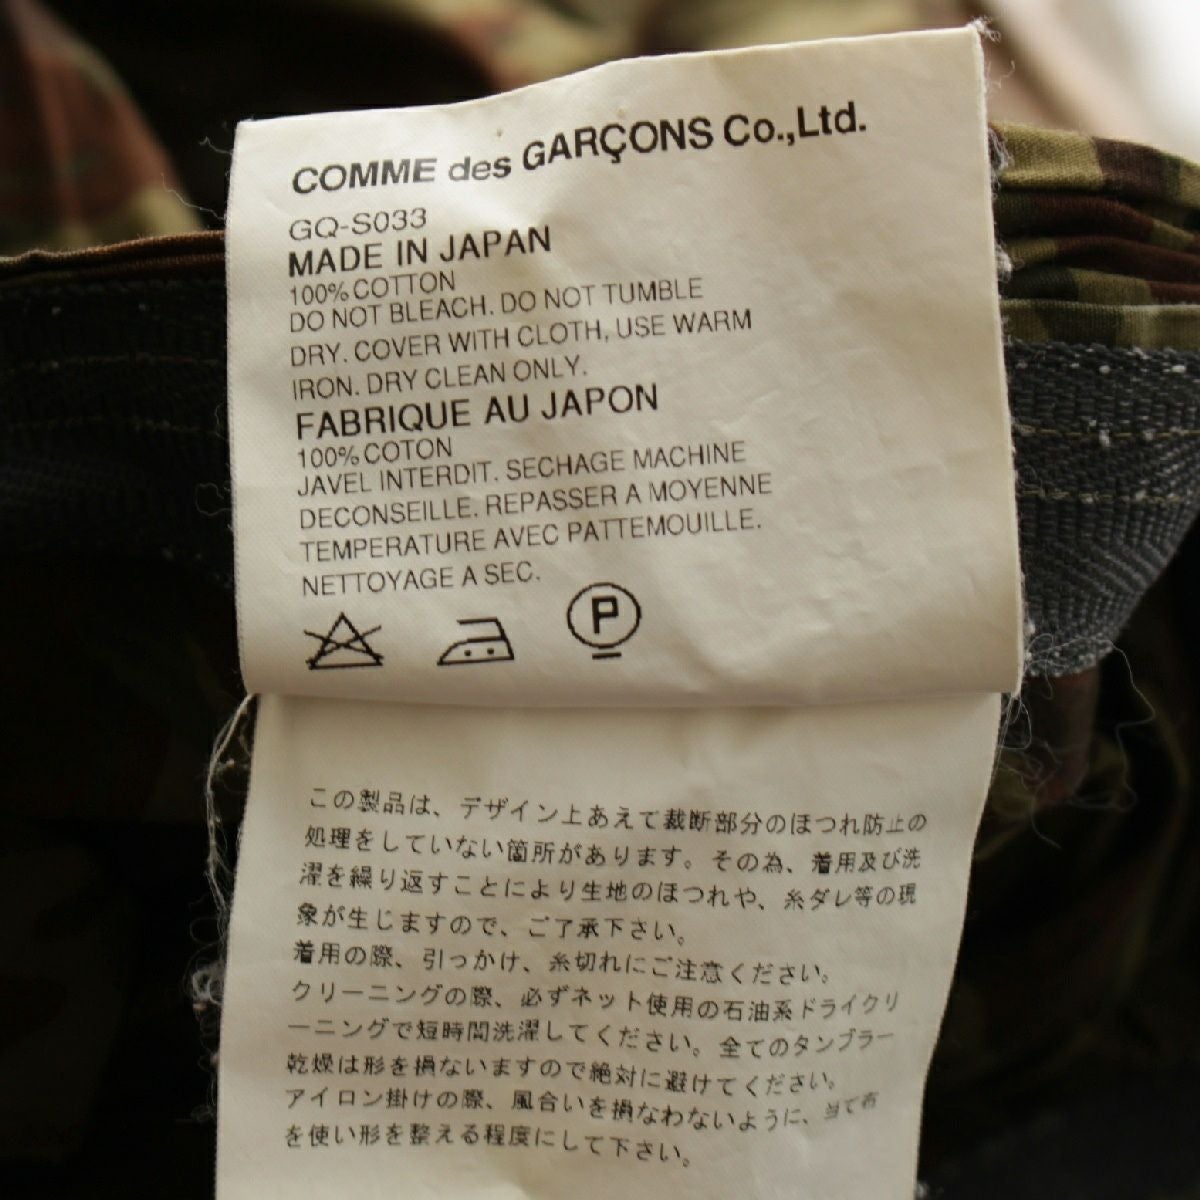 COMME des GARÇONS Co.,Ltd.
GQ-S033
MADE IN JAPAN
100% COTTON
DO NOT BLEACH. DO NOT TUMBLE
DRY. COVER WITH CLOTH, USE WARM
IRON. DRY CLEAN ONLY.
FABRIQUE AU JAPON
100% COTON
JAVEL INTERDIT. SECHAGE MACHINE
DECONSEILLE. REPASSER A MOYENNE
TEMPERATURE AVEC PATTEMOUILLE.
NETTOYAGE A SEC.
P
この製品は、デザイン上あえて裁断部分のほつれ防止の
処理をしていない箇所があります。その為、着用及び洗
濯を繰り返すことにより生地のほつれや、糸ダレ等の現
象が生じますので、ご了承下さい。
着用の際、引っかけ、糸切れにご注意ください。
クリーニングの際、必ずネット使用の石油系ドライクリ
ーニングで短時間洗濯してください。全てのタンブラー
乾燥は形を損ないますので絶対に避けてください。
アイロン掛けの際、風合いを損なわないように、当て布
を使い形を整える程度にして下さい。